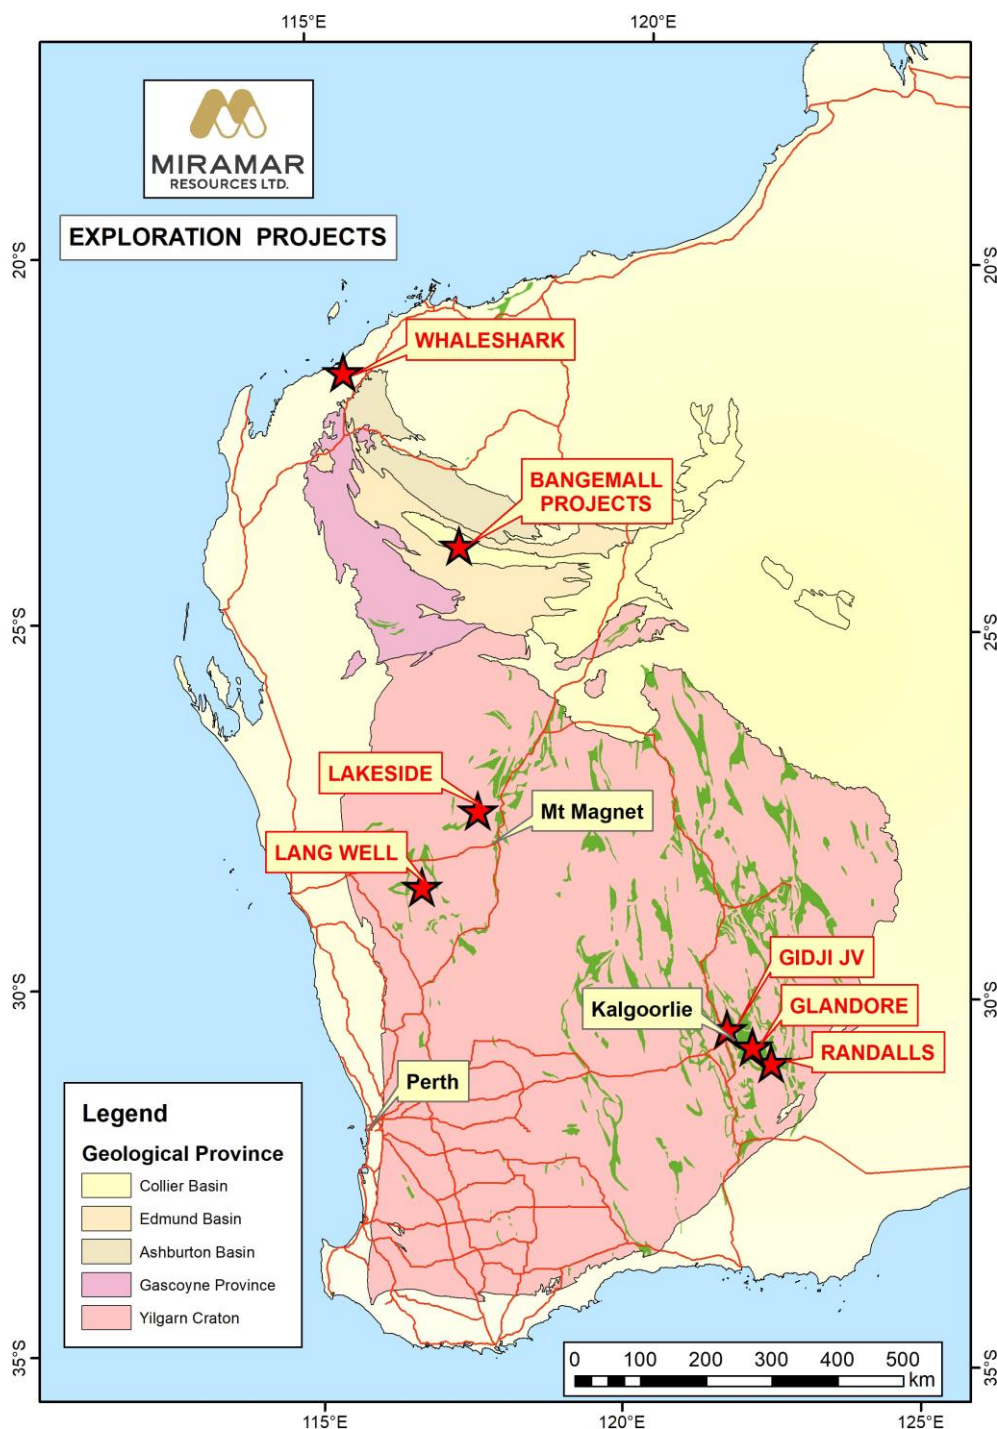 115°E
120°E
MIRAMAR
RESOURCES LTD.
EXPLORATION PROJECTS
20°S
20°S
WHALESHARK
BANGEMALL
PROJECTS
25°S
25°S
LAKESIDE
Mt Magnet
LANG WELL
GIDJI JV
Kalgoorlie
GLANDORE
30°S
30°S
RANDALLS
Perth
Legend
Geological Province
Collier Basin
Edmund Basin
Ashburton Basin
Gascoyne Province
Yilgarn Craton
35°S
35°S
0 100 200 300 400 500
km
115°E
120°E
125°E